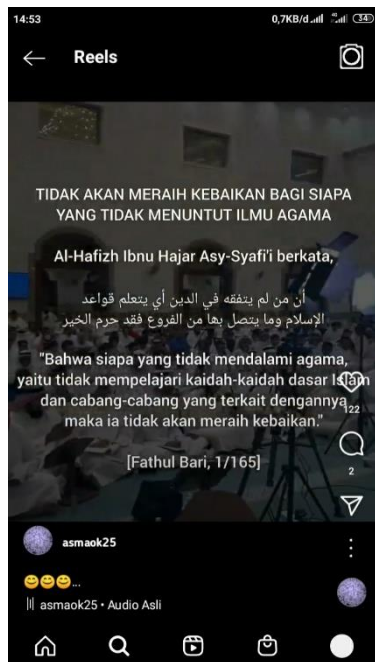 14:53
0,7KB/d 4G 34
Reels
TIDAK AKAN MERAIH KEBAIKAN BAGI SIAPA
YANG TIDAK MENUNTUT ILMU AGAMA
Al-Hafizh Ibnu Hajar Asy-Syafi'i berkata,
أن من لم يتفقه في الدين أي يتعلم قواعد
الإسلام وما يتصل بها من الفروع فقد حرم الخير
"Bahwa siapa yang tidak mendalami agama,
yaitu tidak mempelajari kaidah-kaidah dasar Islam
dan cabang-cabang yang terkait dengannya,
maka ia tidak akan meraih kebaikan."
122
[Fathul Bari, 1/165]
2
asmaok25
😊😊😊...
asmaok25 • Audio Asli